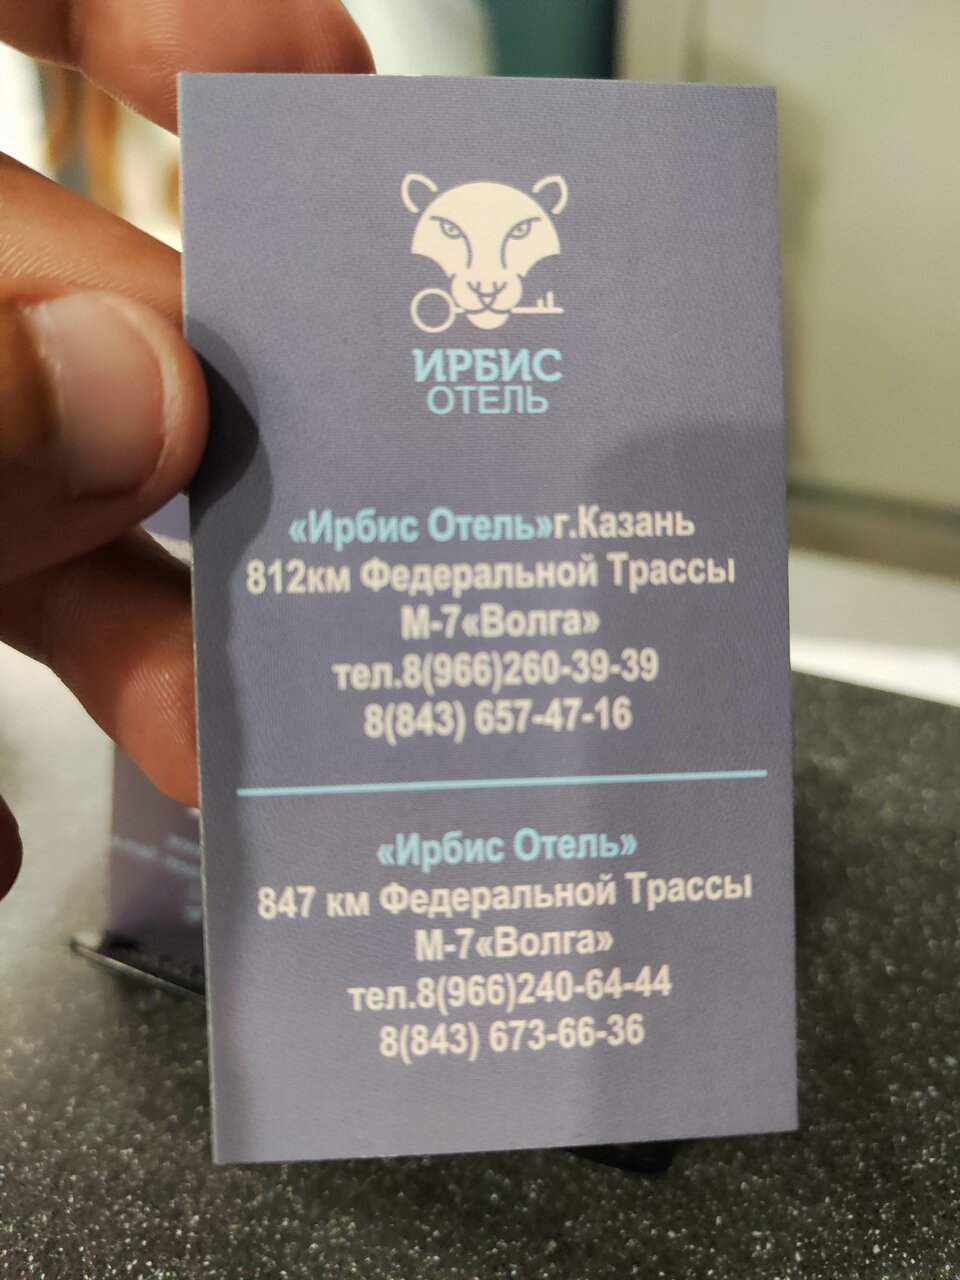 ИРБИС
ОТЕЛЬ
«Ирбис Отель»г.Казань
812км Федеральной Трассы
М-7«Волга»
тел.8(966)260-39-39
8(843) 657-47-16
«Ирбис Отель»
847 км Федеральной Трассы
М-7«Волга»
тел.8(966)240-64-44
8(843) 673-66-36